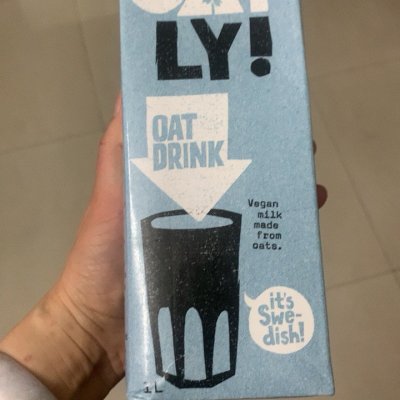 LY!
OAT
DRINK
Vegan
milk
made
from
oats.
it's
Swe-
dish!
1L